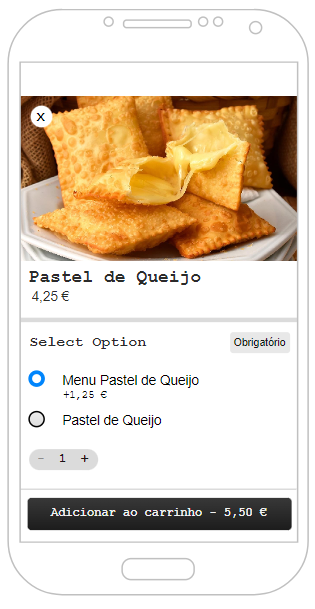 x
Pastel de Queijo
4,25 €
Select Option
Obrigatório
Menu Pastel de Queijo
+1,25 €
Pastel de Queijo
- 1 +
Adicionar ao carrinho - 5,50 €